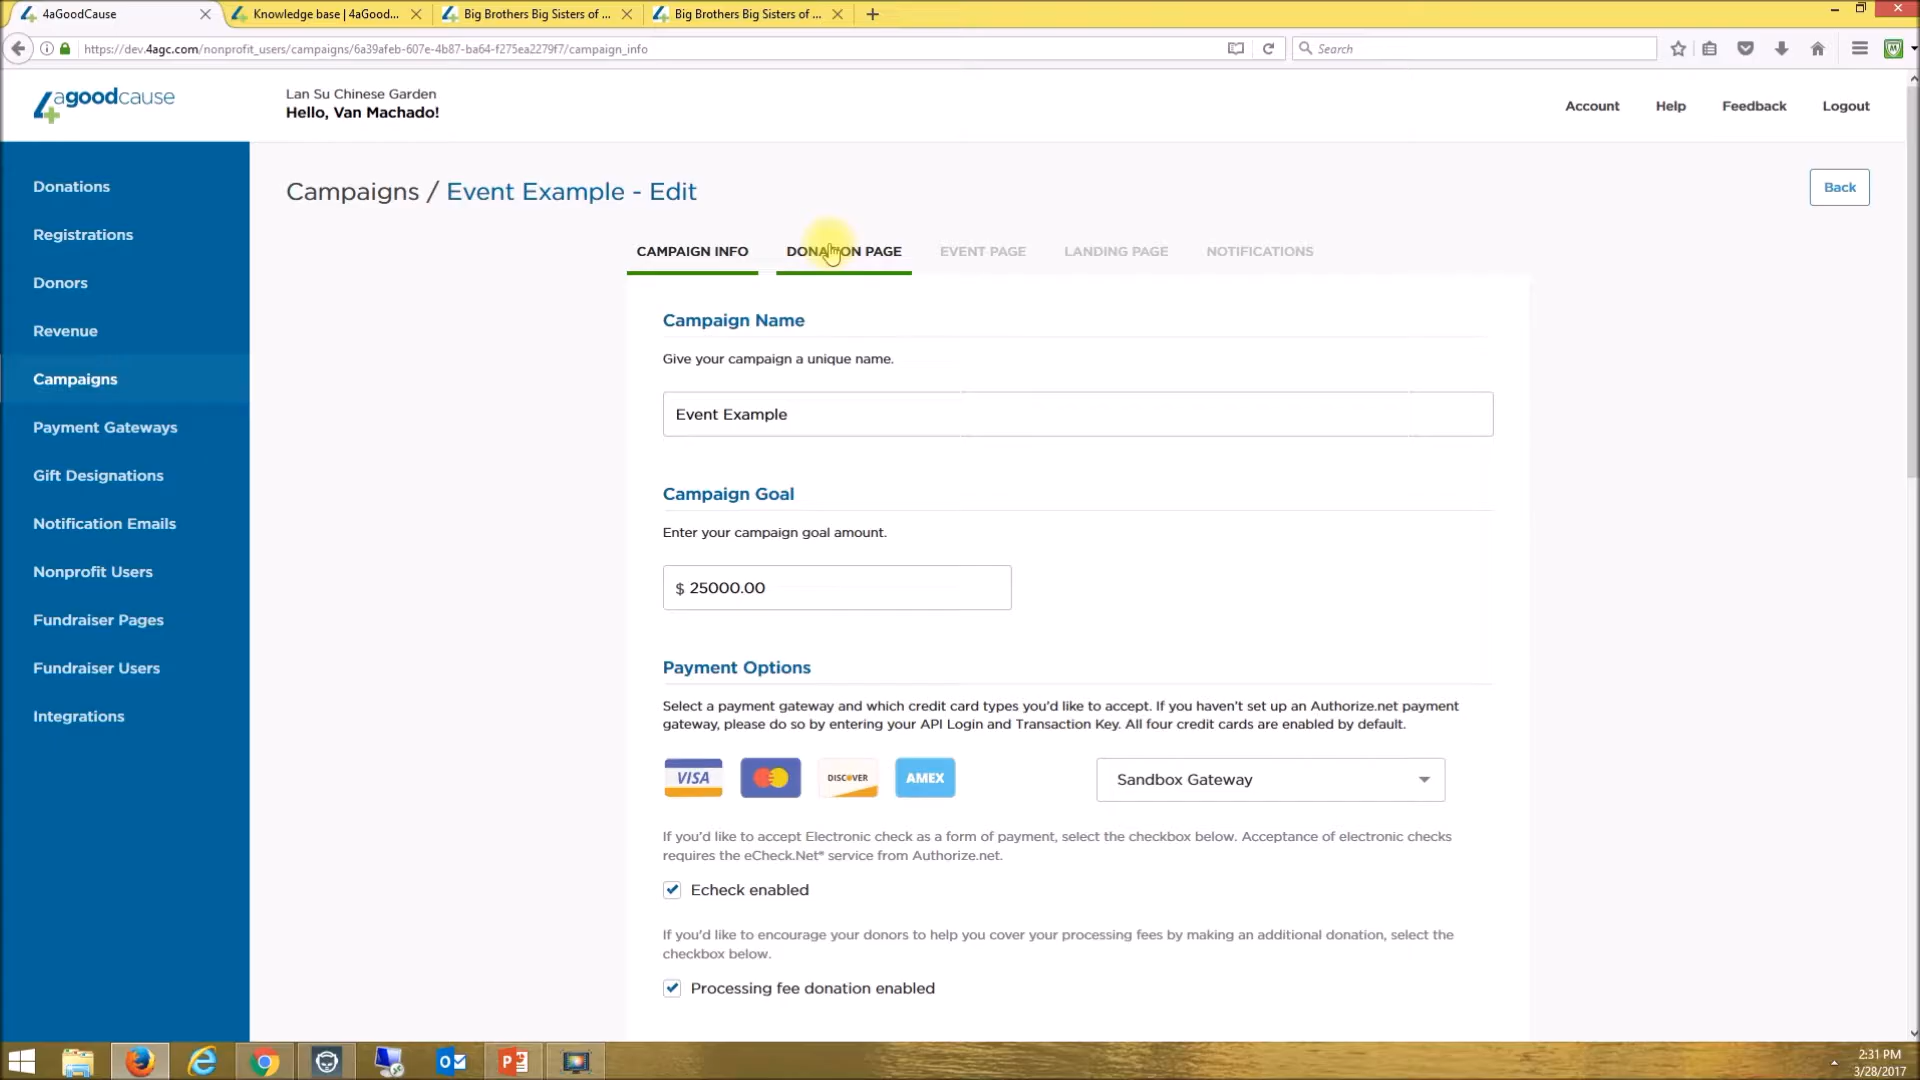 4aGoodCause
Knowledge base | 4aGood...
Big Brothers Big Sisters of ...
Big Brothers Big Sisters of ...
https://dev.4agc.com/nonprofit_users/campaigns/6a39afeb-607e-4b87-ba64-f275ea2279f7/campaign_info
Search
4agoodcause
Lan Su Chinese Garden
Hello, Van Machado!
Account
Help
Feedback
Logout
Donations
Registrations
Donors
Revenue
Campaigns
Payment Gateways
Gift Designations
Notification Emails
Nonprofit Users
Fundraiser Pages
Fundraiser Users
Integrations
Campaigns / Event Example - Edit
Back
CAMPAIGN INFO
DONATION PAGE
EVENT PAGE
LANDING PAGE
NOTIFICATIONS
Campaign Name
Give your campaign a unique name.
Event Example
Campaign Goal
Enter your campaign goal amount.
$ 25000.00
Payment Options
Select a payment gateway and which credit card types you'd like to accept. If you haven't set up an Authorize.net payment
gateway, please do so by entering your API Login and Transaction Key. All four credit cards are enabled by default.
VISA
DISCOVER
AMEX
Sandbox Gateway
If you'd like to accept Electronic check as a form of payment, select the checkbox below. Acceptance of electronic checks
requires the eCheck.Net® service from Authorize.net.
Echeck enabled
If you'd like to encourage your donors to help you cover your processing fees by making an additional donation, select the
checkbox below.
Processing fee donation enabled
2:31 PM
3/28/2017